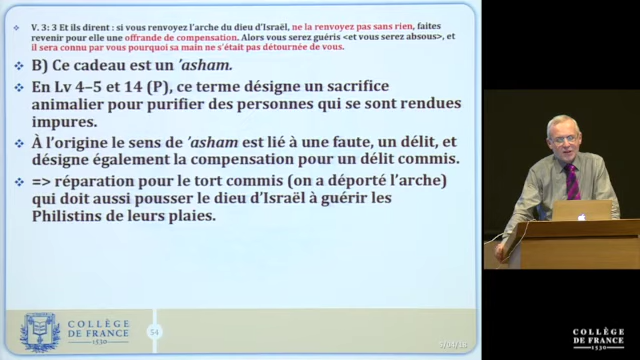 V. 3: 3 Et ils dirent : si vous renvoyez l'arche du dieu d'Israël, ne la renvoyez pas sans rien, faites
revenir pour elle une offrande de compensation. Alors vous serez guéris <et vous serez absous>, et
il sera connu par vous pourquoi sa main ne s'était pas détournée de vous.
B) Ce cadeau est un 'asham.
En Lv 4–5 et 14 (P), ce terme désigne un sacrifice
animalier pour purifier des personnes qui se sont rendues
impures.
À l'origine le sens de 'asham est lié à une faute, un délit, et
désigne également la compensation pour un délit commis.
=> réparation pour le tort commis (on a déporté l'arche)
qui doit aussi pousser le dieu d'Israël à guérir les
Philistins de leurs plaies.
COLLÈGE
DE FRANCE
1530
54
5/04/18
COLLÈGE
DE FRANCE
1530